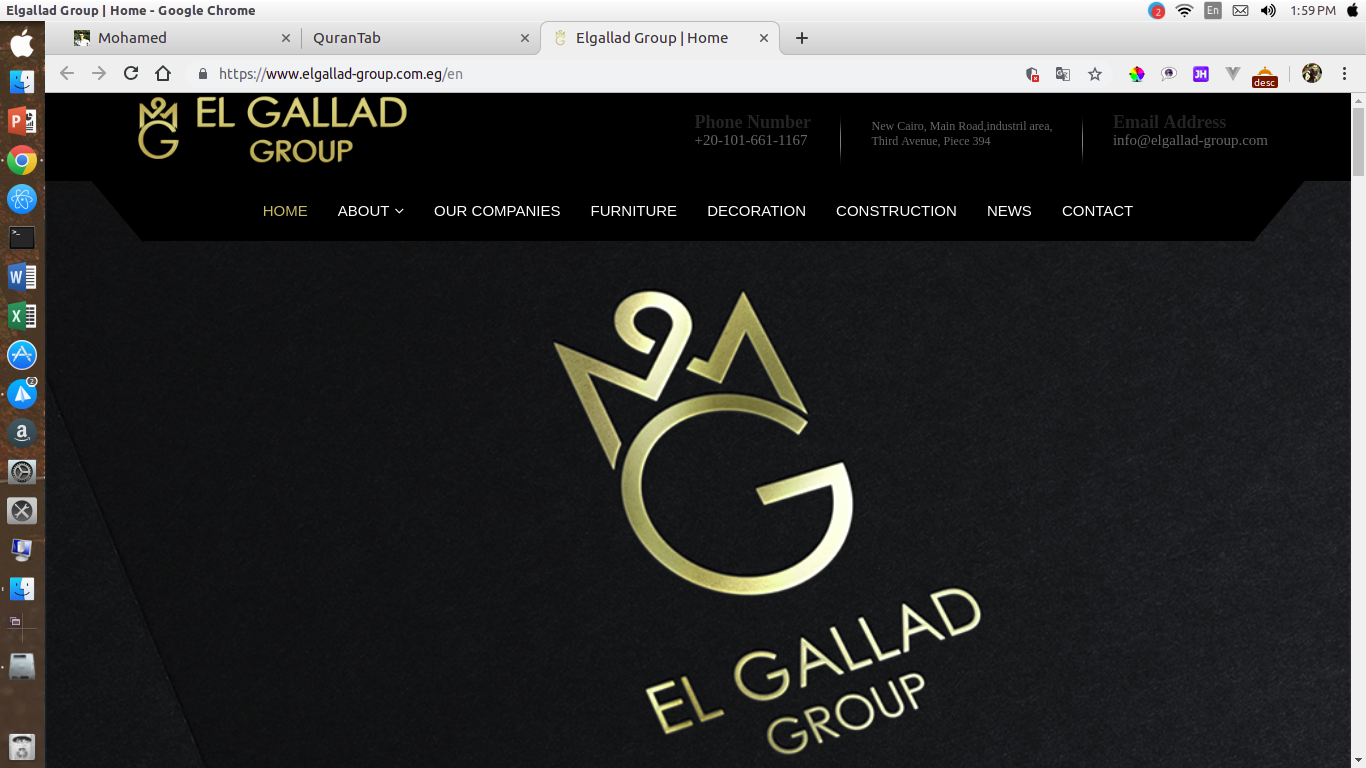 Elgallad Group | Home - Google Chrome
2
En
1:59 PM
Mohamed
QuranTab
Elgallad Group | Home
https://www.elgallad-group.com.eg/en
JH
desc
EL GALLAD
GROUP
Phone Number
+20-101-661-1167
New Cairo, Main Road,industril area,
Third Avenue, Piece 394
Email Address
info@elgallad-group.com
HOME
ABOUT
OUR COMPANIES
FURNITURE
DECORATION
CONSTRUCTION
NEWS
CONTACT
EL GALLAD
GROUP